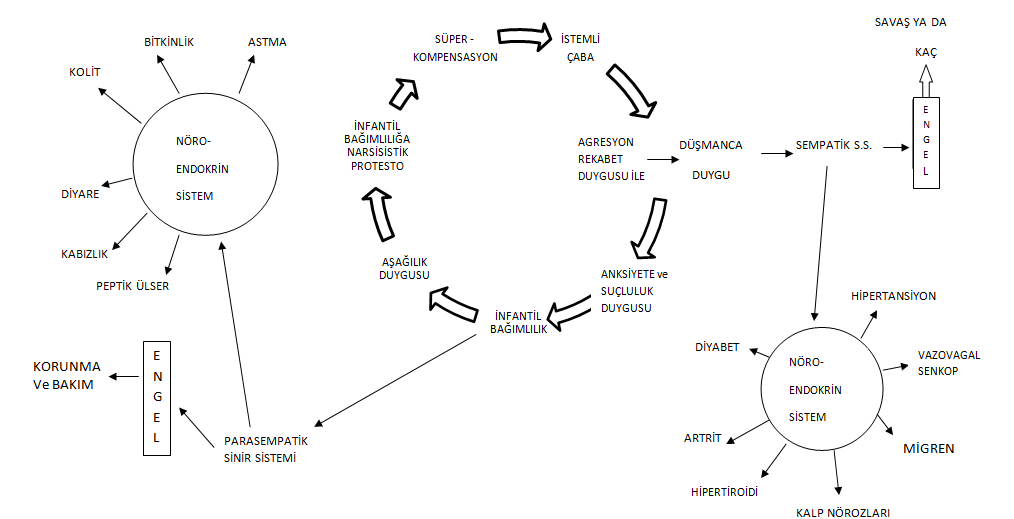 SAVAŞ YA DA
KAÇ
E
N
G
E
L
BİTKİNLİK
ASTMA
KOLİT
NÖRO-
ENDOKRİN
SİSTEM
DİYARE
KABIZLIK
PEPTİK ÜLSER
SÜPER -
KOMPENSASYON
İSTEMLİ
ÇABA
İNFANTİL
BAĞIMLILIĞA
NARSİSİSTİK
PROTESTO
AGRESYON
REKABET
DUYGUSU İLE
DÜŞMANCA
DUYGU
SEMPATİK S.S.
AŞAĞILIK
DUYGUSU
ANKSİYETE ve
SUÇLULUK
DUYGUSU
İNFANTİL
BAĞIMLILIK
KORUNMA
Ve BAKIM
E
N
G
E
L
PARASEMPATİK
SİNİR SİSTEMİ
HİPERTANSİYON
DİYABET
NÖRO-
ENDOKRİN
SİSTEM
VAZOVAGAL
SENKOP
ARTRİT
MİGREN
HİPERTİROİDİ
KALP NÖROZLARI